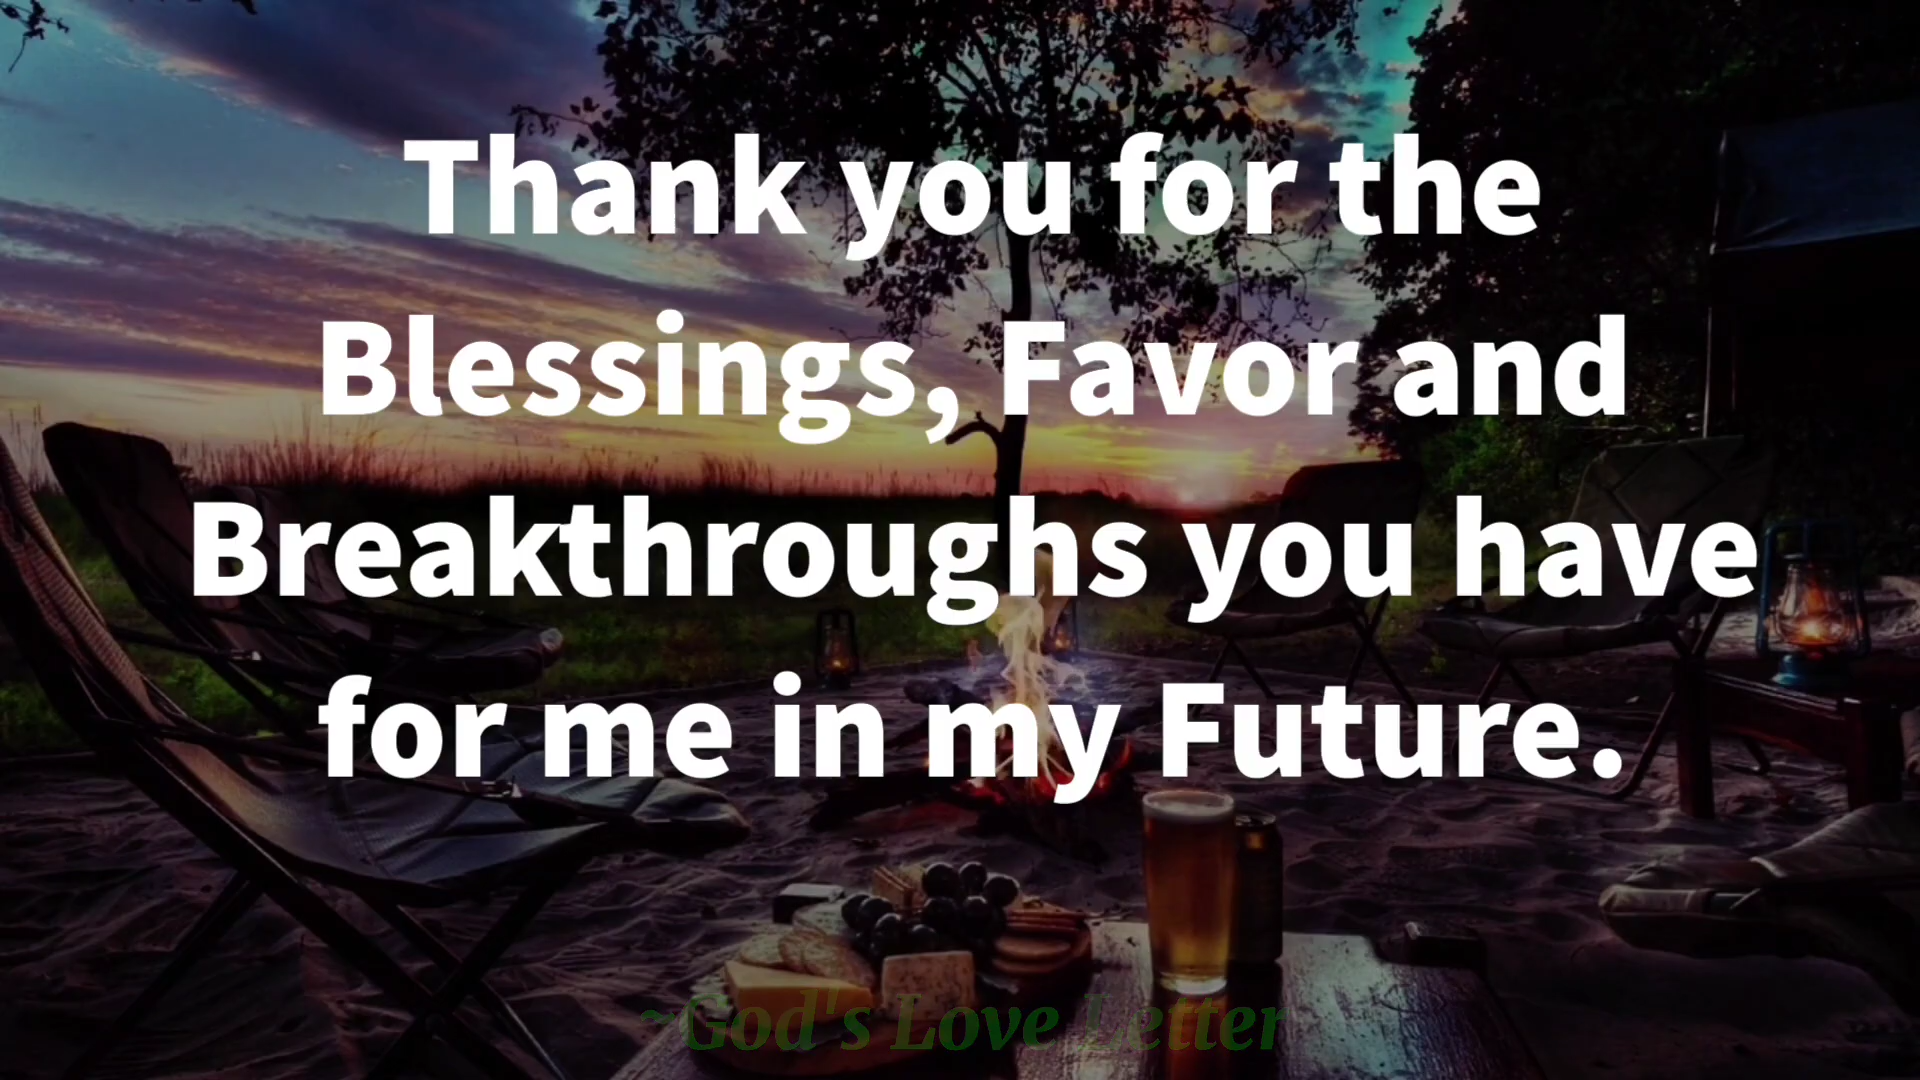 Thank you for the
Blessings, Favor and
Breakthroughs you have
for me in my Future.
~God's Love Letter